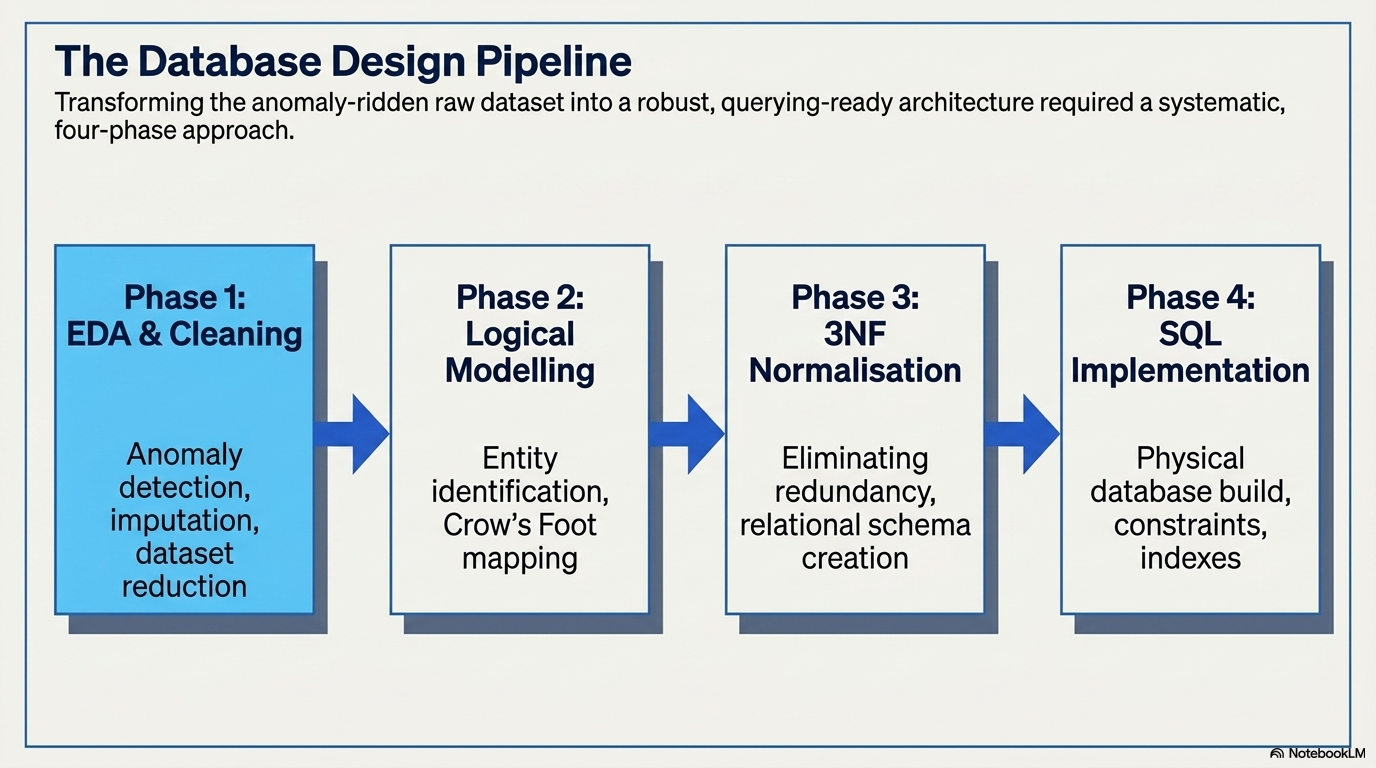 The Database Design Pipeline
Transforming the anomaly-ridden raw dataset into a robust, querying-ready architecture required a systematic,
four-phase approach.
Phase 1:
EDA & Cleaning
Anomaly
detection,
imputation,
dataset
reduction
Phase 2:
Logical
Modelling
Entity
identification,
Crow's Foot
mapping
Phase 3:
3NF
Normalisation
Eliminating
redundancy,
relational schema
creation
Phase 4:
SQL
Implementation
Physical
database build,
constraints,
indexes
NotebookLM